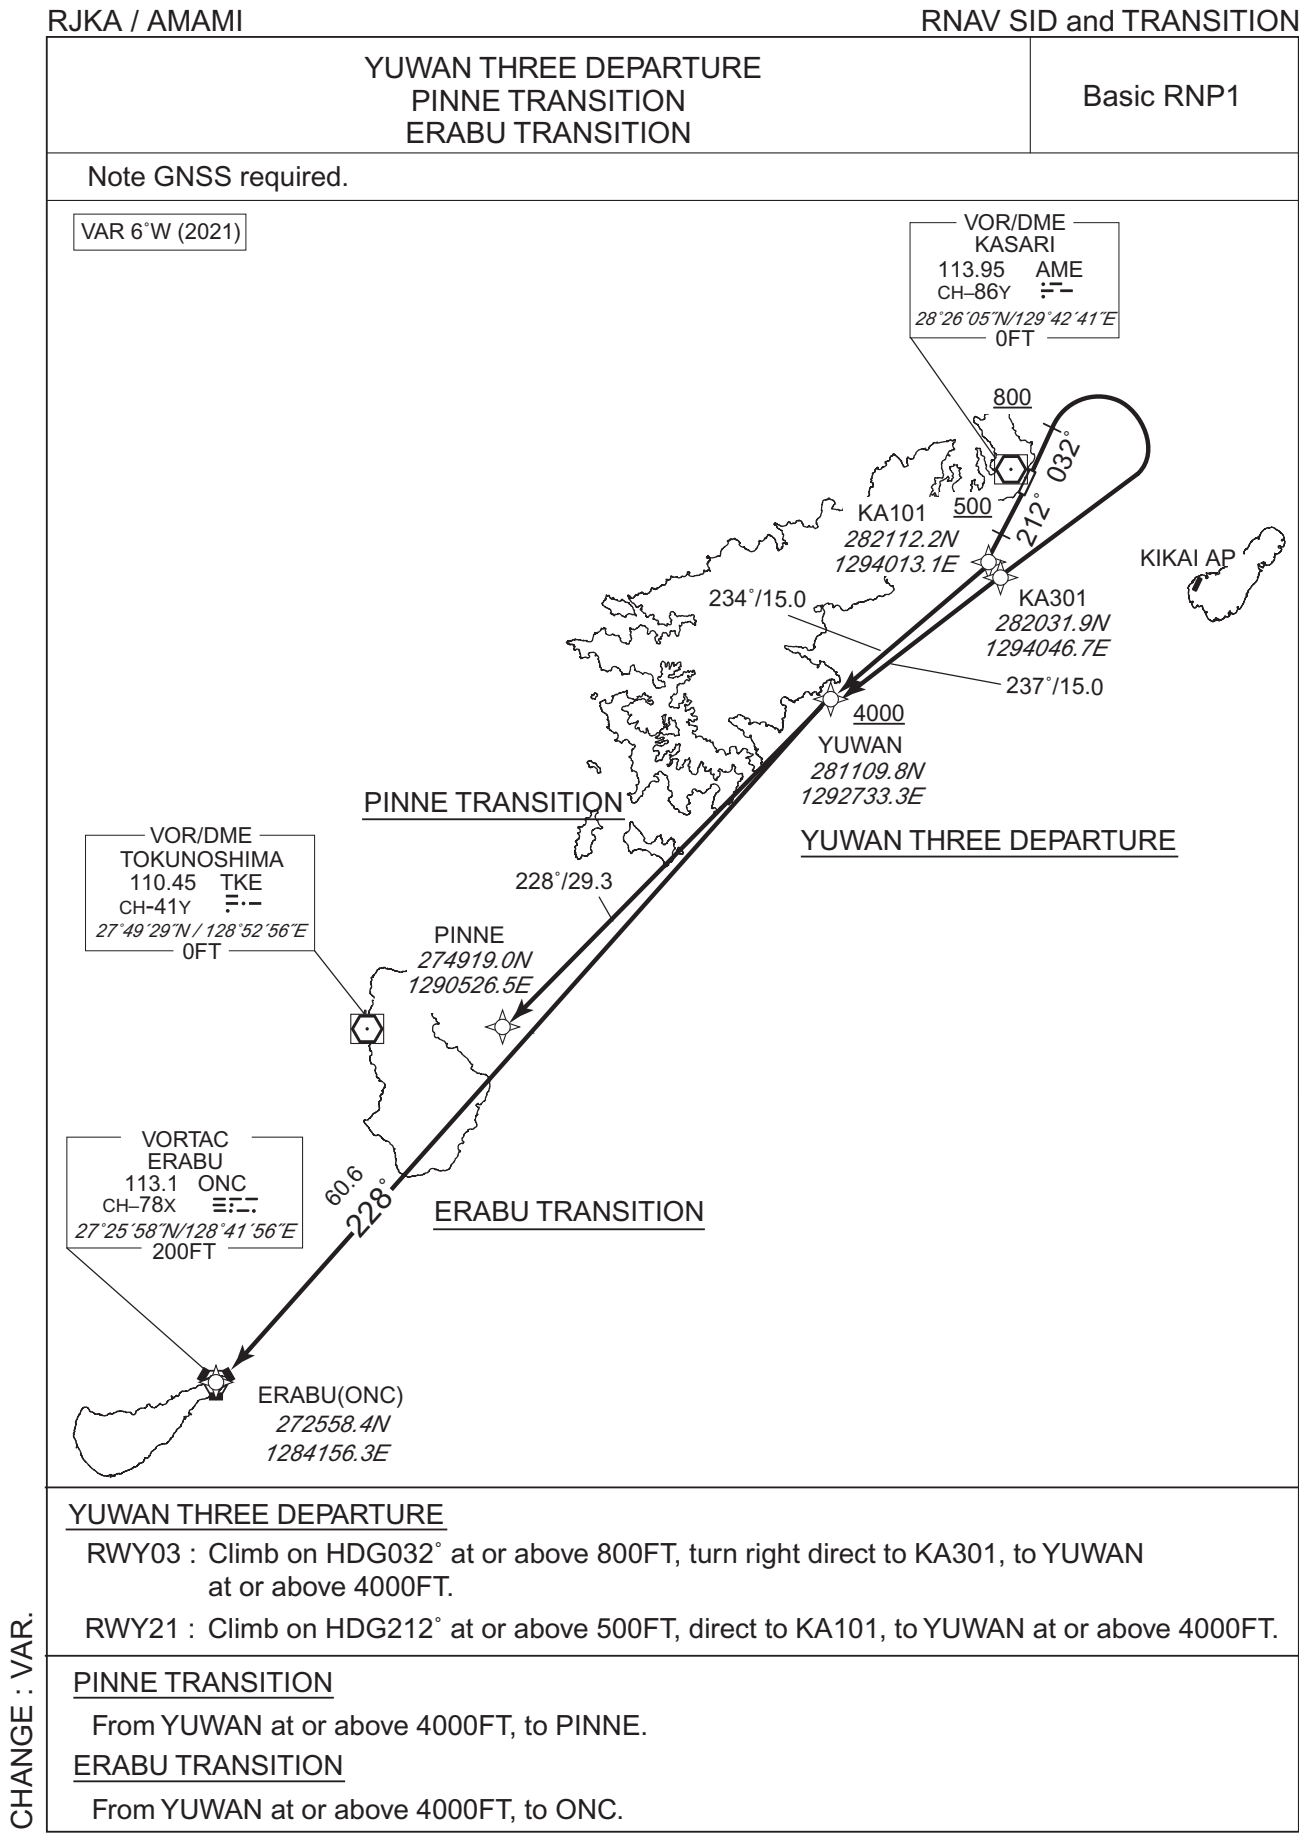 RJKA / AMAMI
RNAV SID and TRANSITION
YUWAN THREE DEPARTURE
PINNE TRANSITION
ERABU TRANSITION
Basic RNP1
Note GNSS required.
VAR 6˚W (2021)
VOR/DME
KASARI
113.95 AME
CH–86Y
28˚26´05˝N/129˚42´41˝E
0FT
800
032˚
500
212˚
KA101
282112.2N
1294013.1E
KIKAI AP
KA301
282031.9N
1294046.7E
234˚/15.0
237˚/15.0
4000
YUWAN
281109.8N
1292733.3E
PINNE TRANSITION
YUWAN THREE DEPARTURE
VOR/DME
TOKUNOSHIMA
110.45 TKE
CH-41Y
27˚49´29˝N / 128˚52´56˝E
0FT
228˚/29.3
PINNE
274919.0N
1290526.5E
VORTAC
ERABU
113.1 ONC
CH–78X
27˚25´58˝N/128˚41´56˝E
200FT
60.6
228˚
ERABU TRANSITION
ERABU(ONC)
272558.4N
1284156.3E
YUWAN THREE DEPARTURE
RWY03 : Climb on HDG032˚ at or above 800FT, turn right direct to KA301, to YUWAN
at or above 4000FT.
RWY21 : Climb on HDG212˚ at or above 500FT, direct to KA101, to YUWAN at or above 4000FT.
PINNE TRANSITION
From YUWAN at or above 4000FT, to PINNE.
ERABU TRANSITION
From YUWAN at or above 4000FT, to ONC.
CHANGE : VAR.